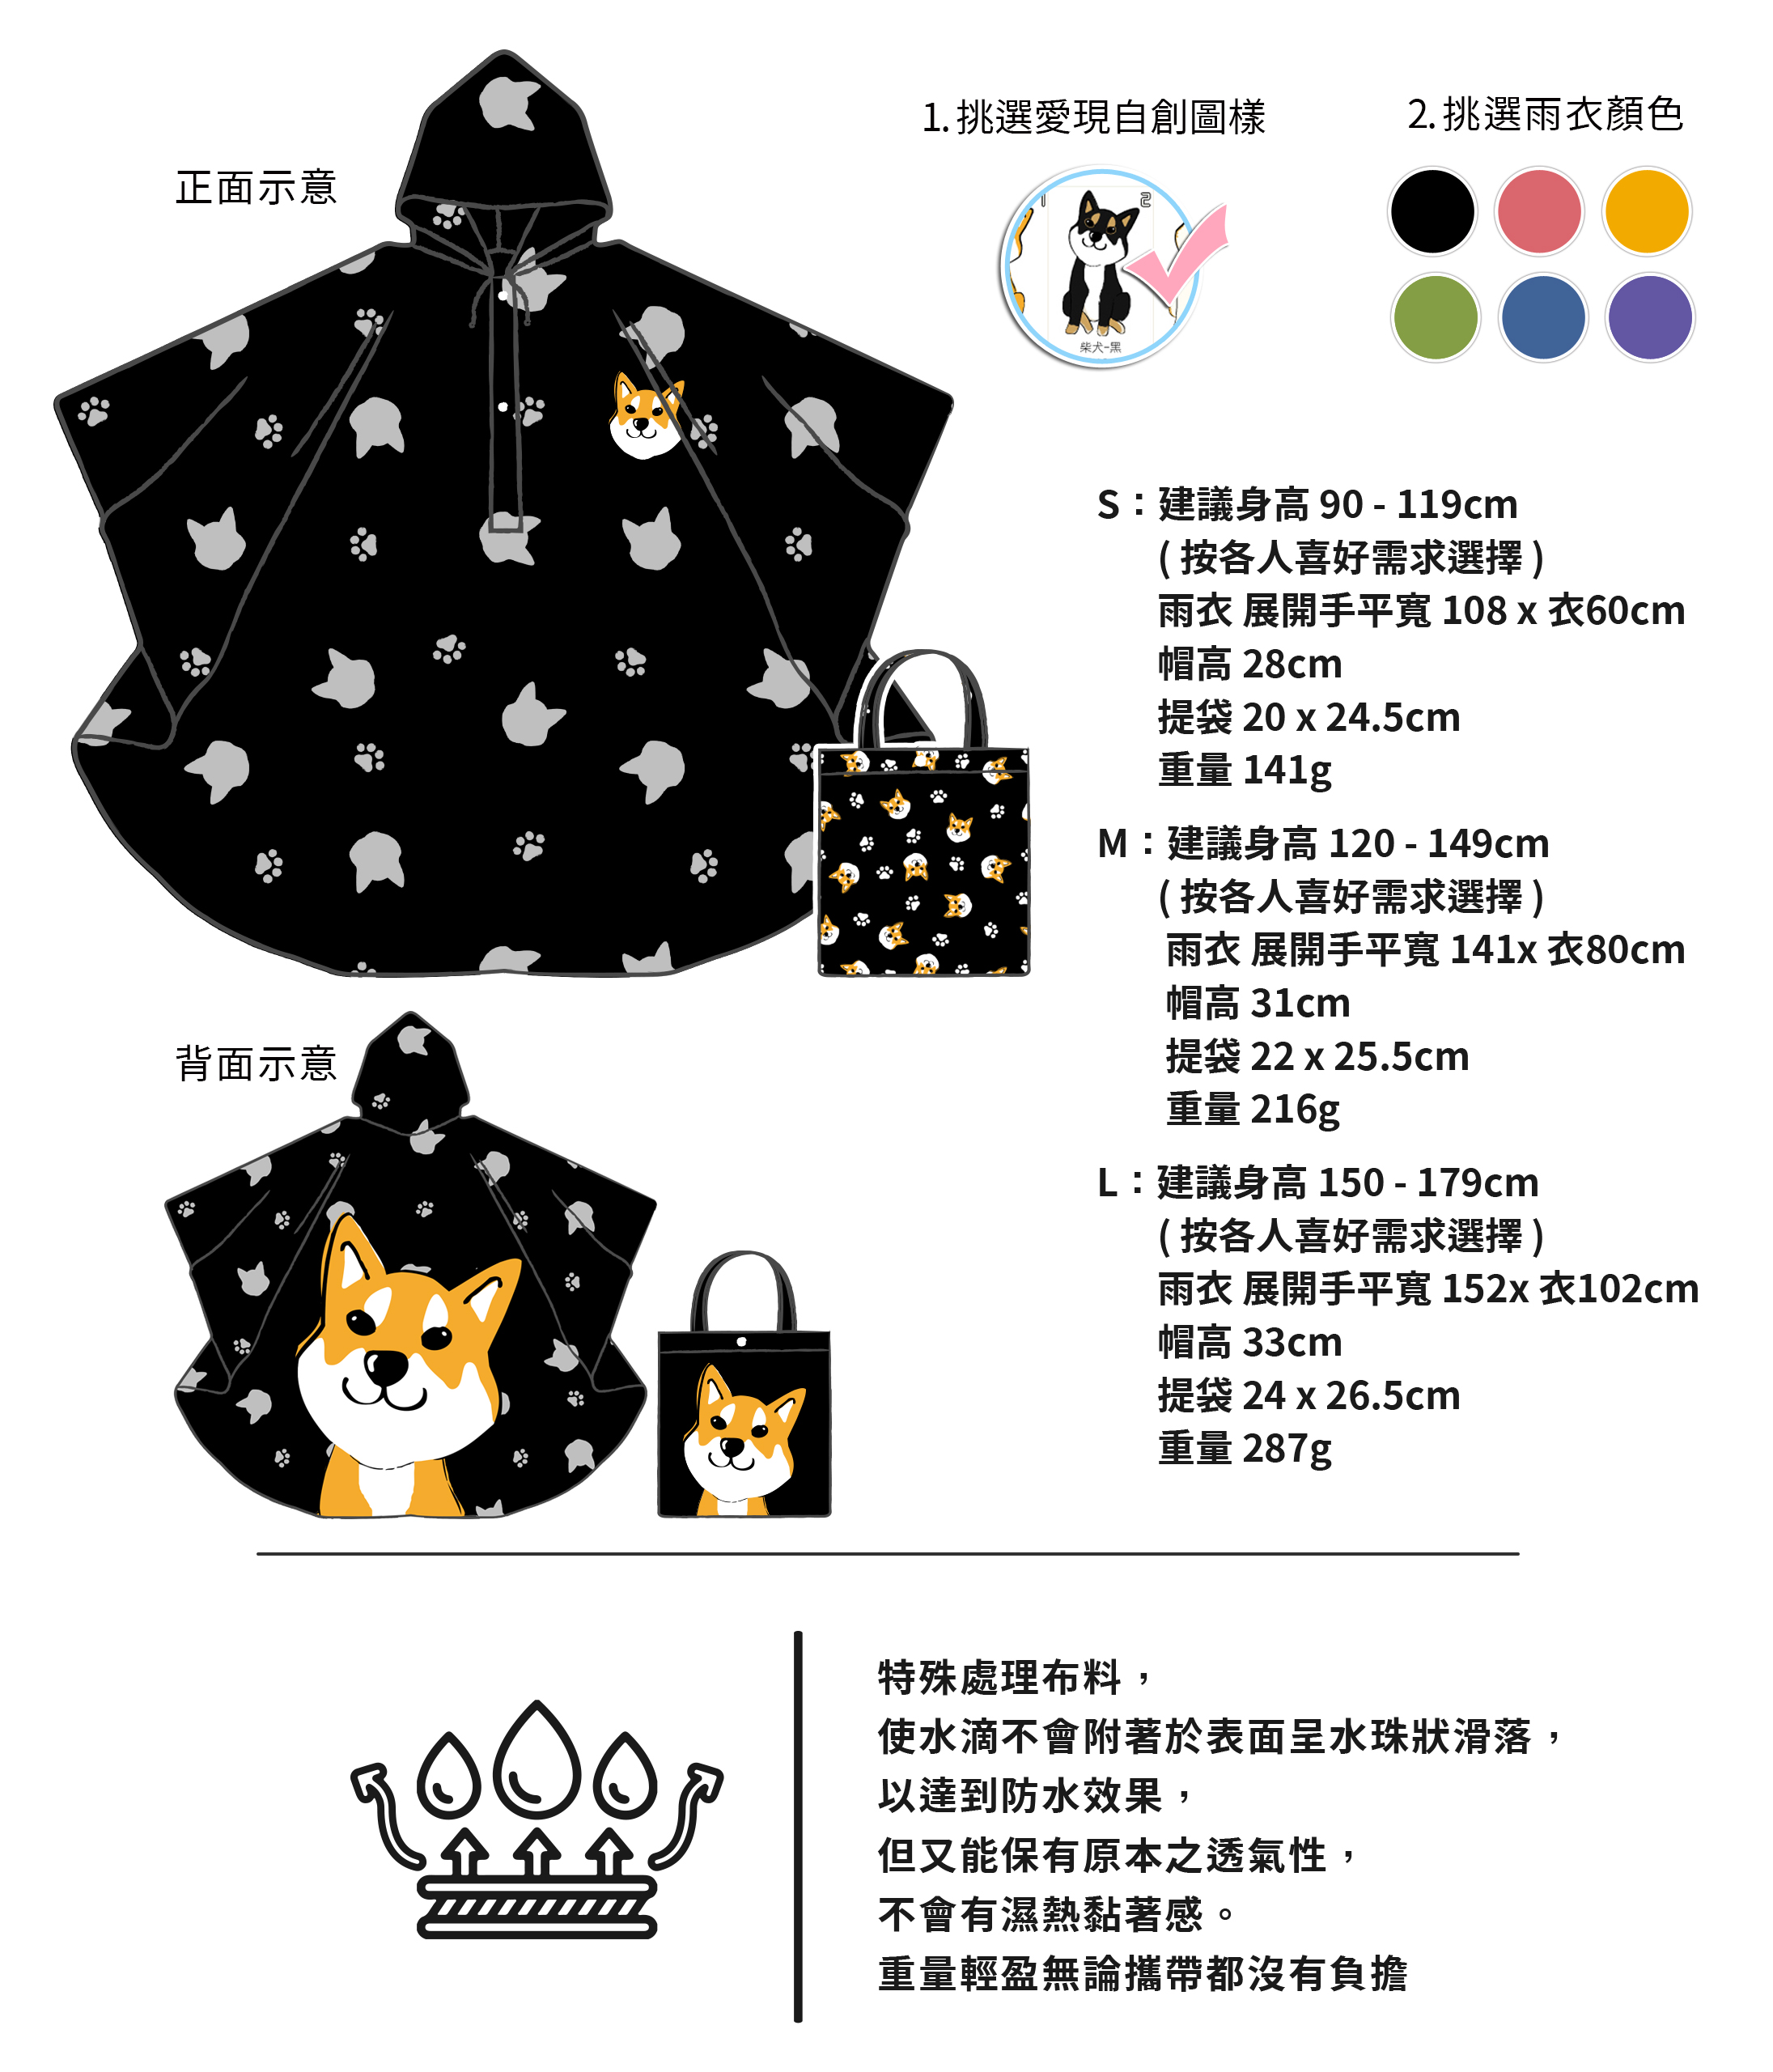 正面示意
1.挑選愛現自創圖樣
1
2
柴犬-黑
2.挑選雨衣顏色
S：建議身高 90 - 119cm
( 按各人喜好需求選擇 )
雨衣 展開手平寬 108 x 衣60cm
帽高 28cm
提袋 20 x 24.5cm
重量 141g
M：建議身高 120 - 149cm
( 按各人喜好需求選擇 )
雨衣 展開手平寬 141x 衣80cm
帽高 31cm
提袋 22 x 25.5cm
重量 216g
L：建議身高 150 - 179cm
( 按各人喜好需求選擇 )
雨衣 展開手平寬 152x 衣102cm
帽高 33cm
提袋 24 x 26.5cm
重量 287g
背面示意
特殊處理布料，
使水滴不會附著於表面呈水珠狀滑落，
以達到防水效果，
但又能保有原本之透氣性，
不會有濕熱黏著感。
重量輕盈無論攜帶都沒有負擔